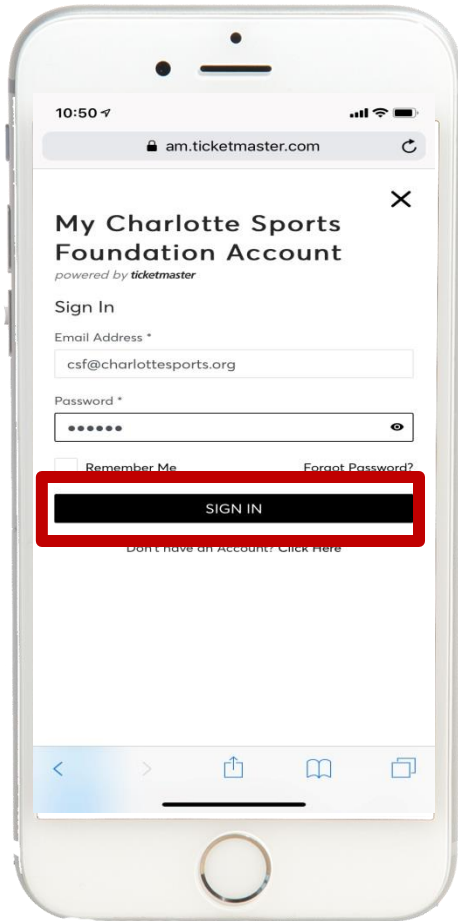 10:50
am.ticketmaster.com
My Charlotte Sports
Foundation Account
powered by ticketmaster
Sign In
Email Address *
csf@charlottesports.org
Password *
••••••
Remember Me Forgot Password?
SIGN IN
Don't have an Account? Click Here